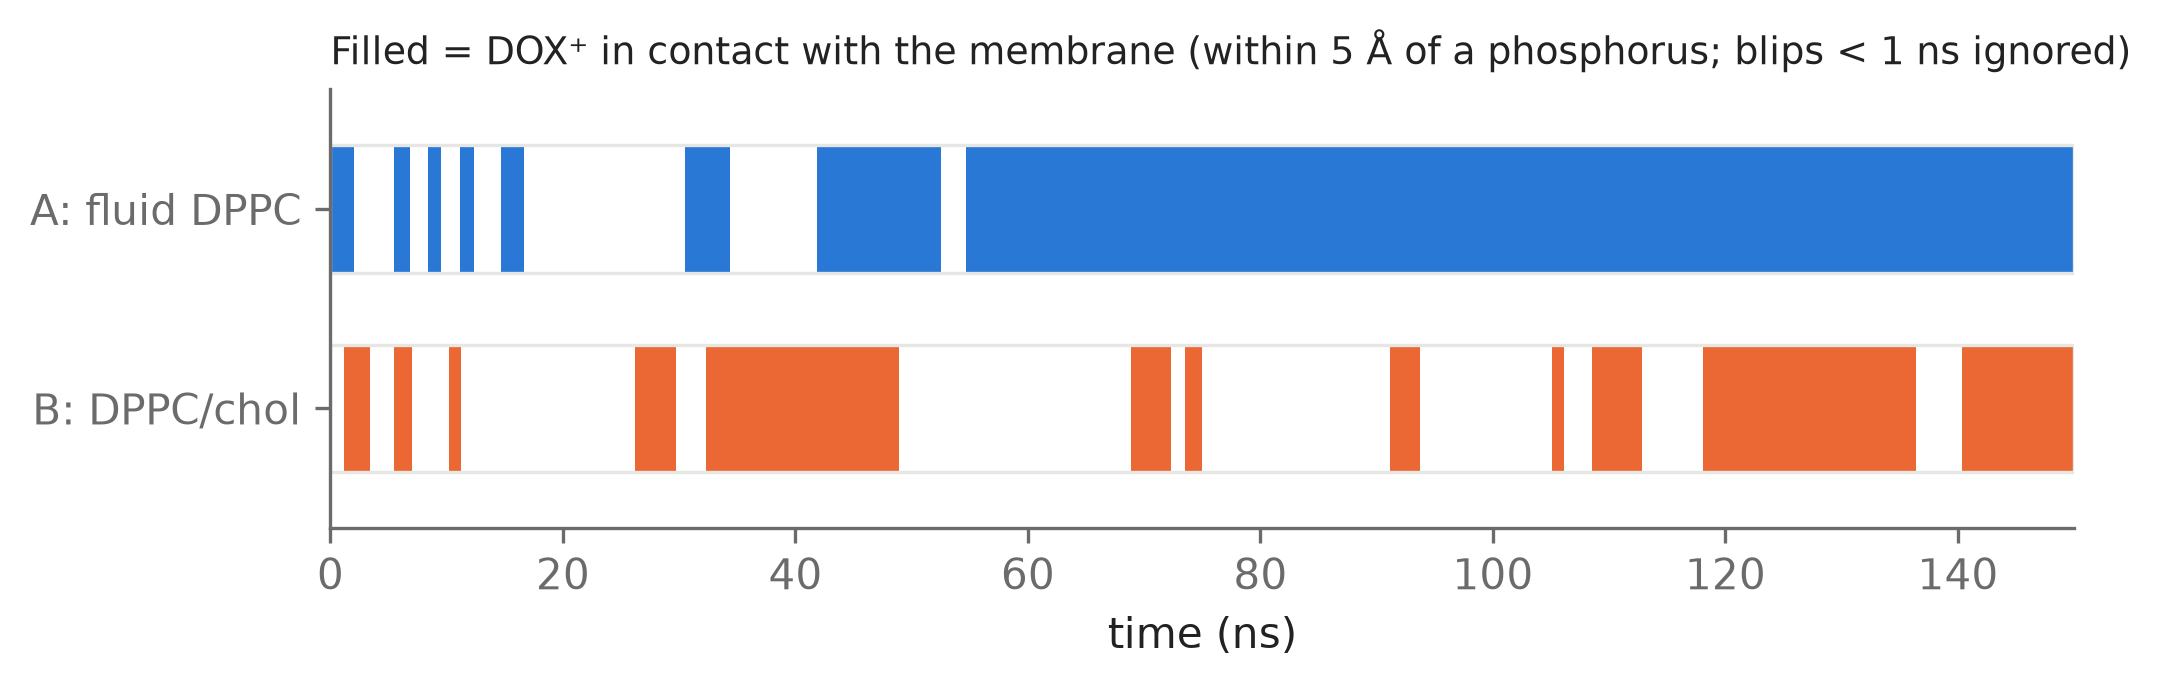 Filled = DOX⁺ in contact with the membrane (within 5 Å of a phosphorus; blips < 1 ns ignored)
A: fluid DPPC
B: DPPC/chol
0 20 40 60 80 100 120 140
time (ns)